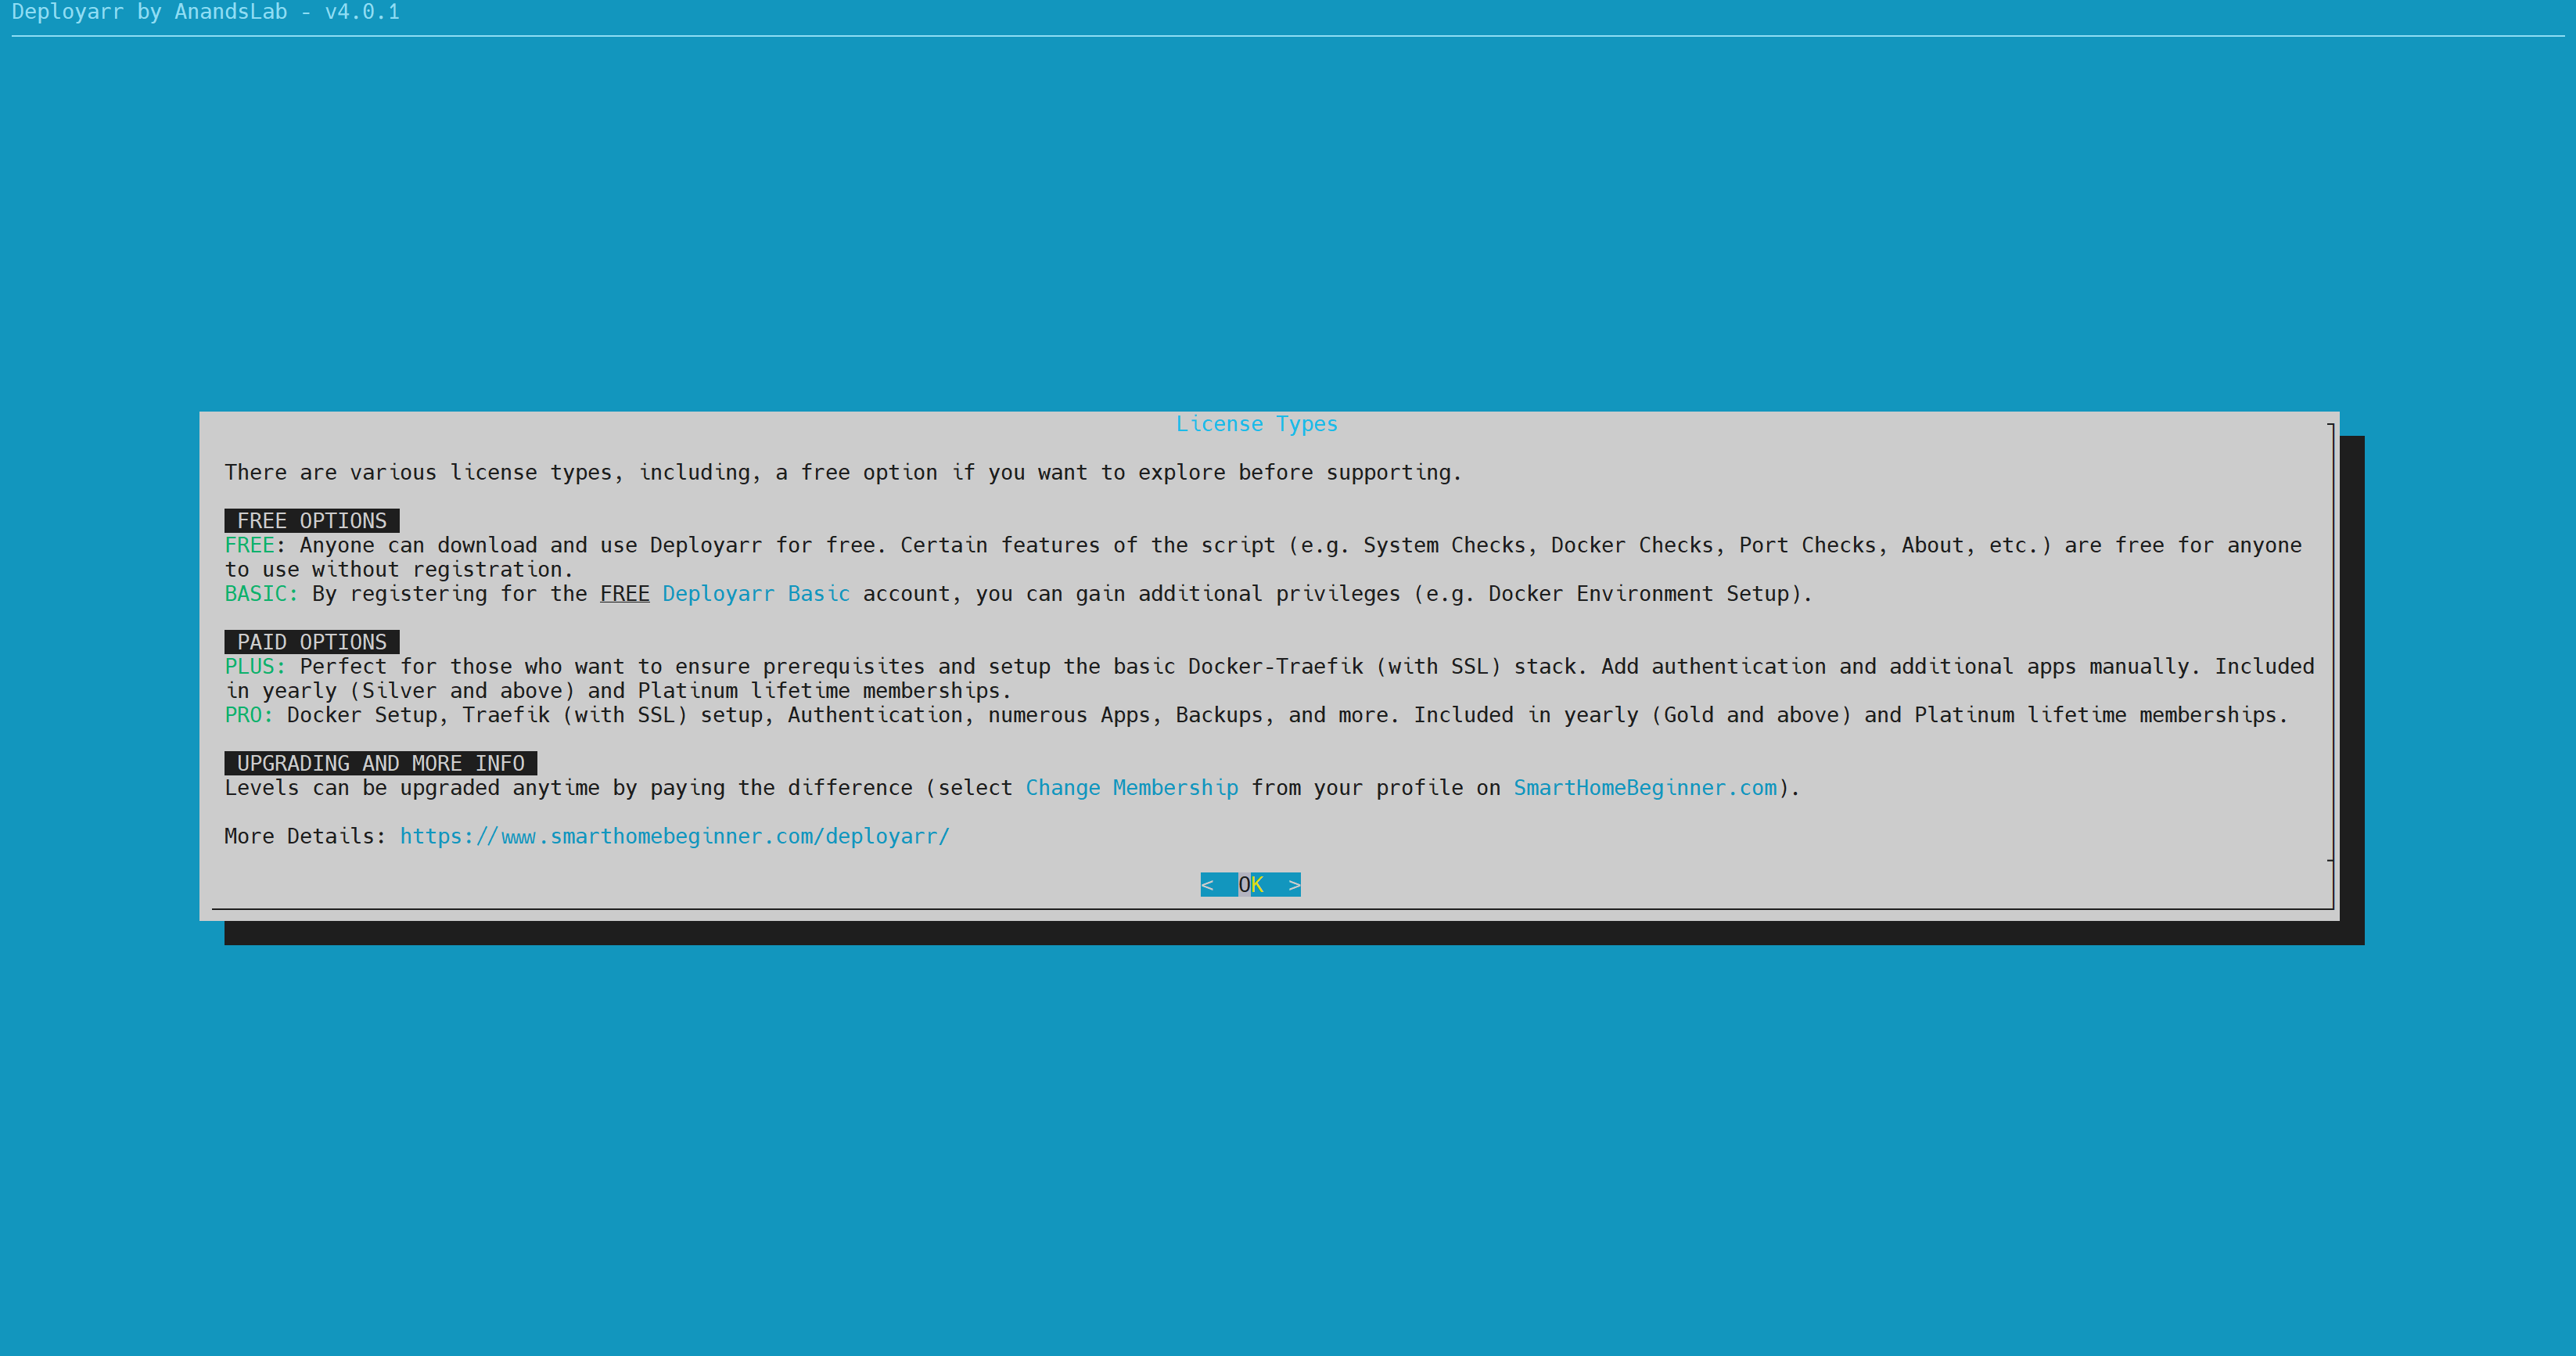 Deployarr by AnandsLab - v4.0.1
License Types
There are various license types, including, a free option if you want to explore before supporting.
FREE OPTIONS
FREE: Anyone can download and use Deployarr for free. Certain features of the script (e.g. System Checks, Docker Checks, Port Checks, About, etc.) are free for anyone
to use without registration.
BASIC: By registering for the FREE Deployarr Basic account, you can gain additional privileges (e.g. Docker Environment Setup).
PAID OPTIONS
PLUS: Perfect for those who want to ensure prerequisites and setup the basic Docker-Traefik (with SSL) stack. Add authentication and additional apps manually. Included
in yearly (Silver and above) and Platinum lifetime memberships.
PRO: Docker Setup, Traefik (with SSL) setup, Authentication, numerous Apps, Backups, and more. Included in yearly (Gold and above) and Platinum lifetime memberships.
UPGRADING AND MORE INFO
Levels can be upgraded anytime by paying the difference (select Change Membership from your profile on SmartHomeBeginner.com).
More Details: https://www.smarthomebeginner.com/deployarr/
<  OK  >